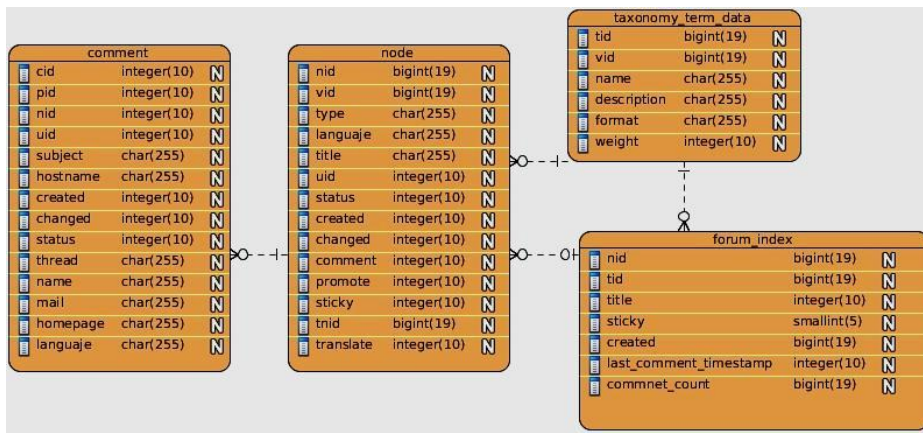 comment
cid integer(10) N
pid integer(10) N
nid integer(10) N
uid integer(10) N
subject char(255) N
hostname char(255) N
created integer(10) N
changed integer(10) N
status integer(10) N
thread char(255) N
name char(255) N
mail char(255) N
homepage char(255) N
languaje char(255) N
node
nid bigint(19) N
vid bigint(19) N
type char(255) N
languaje char(255) N
title char(255) N
uid integer(10) N
status integer(10) N
created integer(10) N
changed integer(10) N
comment integer(10) N
promote integer(10) N
sticky integer(10) N
tnid bigint(19) N
translate integer(10) N
taxonomy_term_data
tid bigint(19) N
vid bigint(19) N
name char(255) N
description char(255) N
format char(255) N
weight integer(10) N
forum_index
nid bigint(19) N
tid bigint(19) N
title integer(10) N
sticky smallint(5) N
created bigint(19) N
last_comment_timestamp integer(10) N
commnet_count bigint(19) N